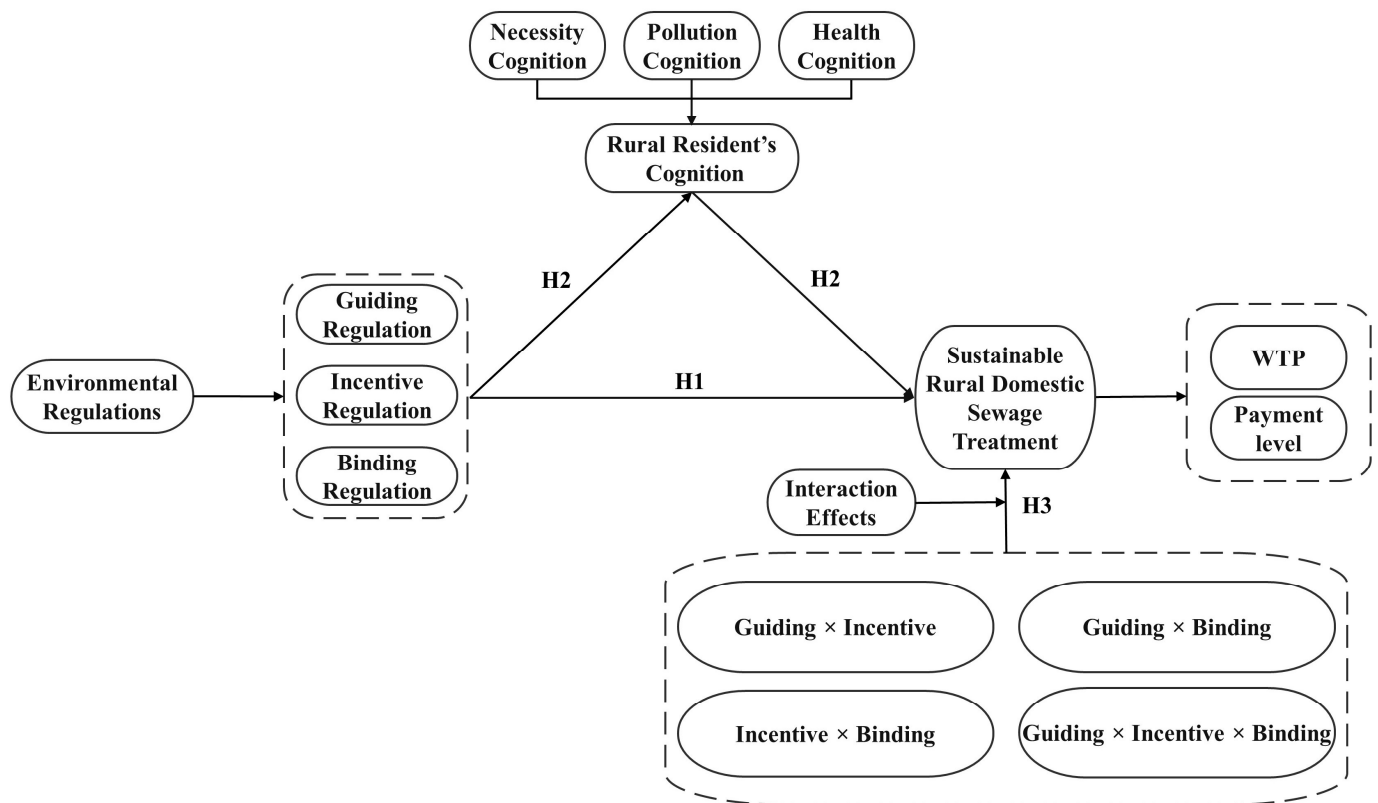 Necessity
Cognition
Pollution
Cognition
Health
Cognition
Rural Resident's
Cognition
H2
H2
Guiding
Regulation
Environmental
Regulations
Incentive
Regulation
Binding
Regulation
H1
Sustainable
Rural Domestic
Sewage
Treatment
WTP
Payment
level
Interaction
Effects
H3
Guiding × Incentive
Guiding × Binding
Incentive × Binding
Guiding × Incentive × Binding